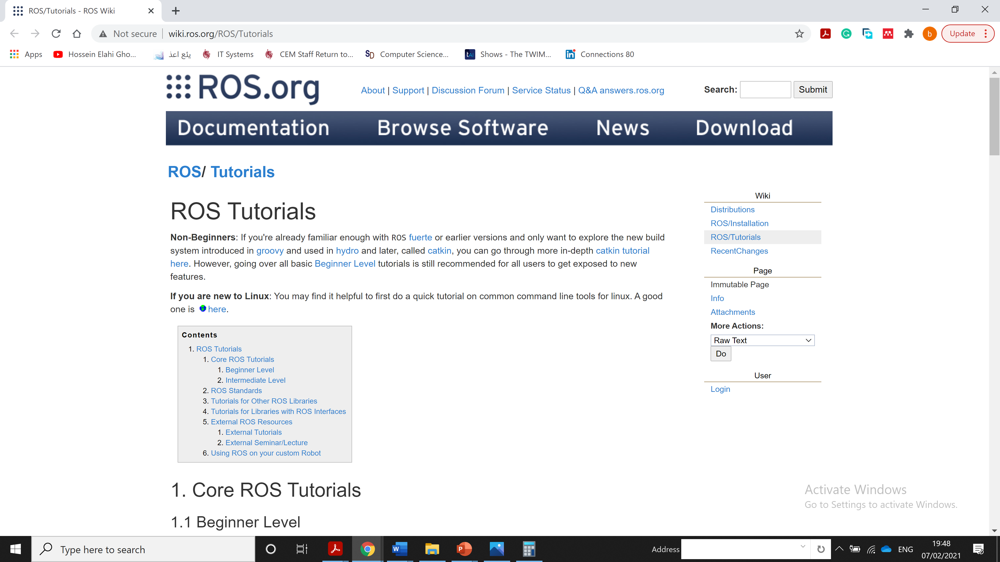 ROS/Tutorials - ROS Wiki
Not secure | wiki.ros.org/ROS/Tutorials
Update
Apps
Hossein Elahi Gho...
يئع اعذ
IT Systems
CEM Staff Return to...
Computer Science...
Shows - The TWIM...
Connections 80
ROS.org
About | Support | Discussion Forum | Service Status | Q&A answers.ros.org
Search:
Submit
Documentation
Browse Software
News
Download
ROS/ Tutorials
ROS Tutorials
Non-Beginners: If you're already familiar enough with ROS fuerte or earlier versions and only want to explore the new build
system introduced in groovy and used in hydro and later, called catkin, you can go through more in-depth catkin tutorial
here. However, going over all basic Beginner Level tutorials is still recommended for all users to get exposed to new
features.
If you are new to Linux: You may find it helpful to first do a quick tutorial on common command line tools for linux. A good
one is here.
Contents
1. ROS Tutorials
1. Core ROS Tutorials
1. Beginner Level
2. Intermediate Level
2. ROS Standards
3. Tutorials for Other ROS Libraries
4. Tutorials for Libraries with ROS Interfaces
5. External ROS Resources
1. External Tutorials
2. External Seminar/Lecture
6. Using ROS on your custom Robot
1. Core ROS Tutorials
1.1 Beginner Level
Wiki
Distributions
ROS/Installation
ROS/Tutorials
RecentChanges
Page
Immutable Page
Info
Attachments
More Actions:
Raw Text
Do
User
Login
Activate Windows
Go to Settings to activate Windows.
Type here to search
Address
ENG
19:48
07/02/2021